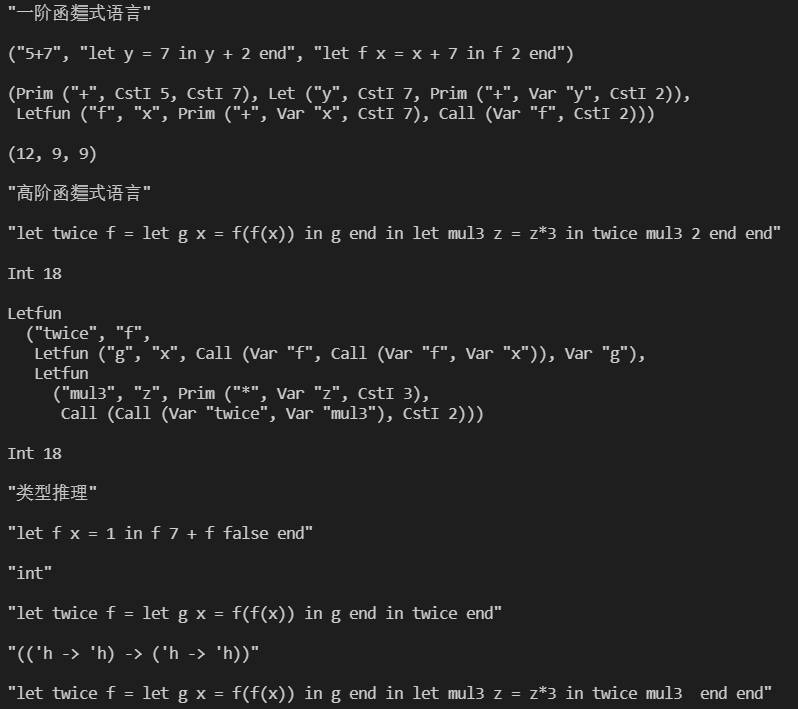 "一阶函数式语言"
("5+7", "let y = 7 in y + 2 end", "let f x = x + 7 in f 2 end")
(Prim ("+", CstI 5, CstI 7), Let ("y", CstI 7, Prim ("+", Var "y", CstI 2)),
 Letfun ("f", "x", Prim ("+", Var "x", CstI 7), Call (Var "f", CstI 2)))
(12, 9, 9)
"高阶函数式语言"
"let twice f = let g x = f(f(x)) in g end in let mul3 z = z*3 in twice mul3 2 end end"
Int 18
Letfun
  ("twice", "f",
   Letfun ("g", "x", Call (Var "f", Call (Var "f", Var "x")), Var "g"),
   Letfun
     ("mul3", "z", Prim ("*", Var "z", CstI 3),
      Call (Call (Var "twice", Var "mul3"), CstI 2)))
Int 18
"类型推理"
"let f x = 1 in f 7 + f false end"
"int"
"let twice f = let g x = f(f(x)) in g end in twice end"
"(('h -> 'h) -> ('h -> 'h))"
"let twice f = let g x = f(f(x)) in g end in let mul3 z = z*3 in twice mul3  end end"